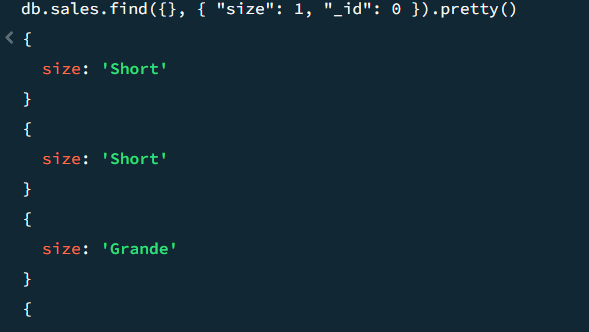 db.sales.find({}, { "size": 1, "_id": 0 }).pretty()
< {
size: 'Short'
}
{
size: 'Short'
}
{
size: 'Grande'
}
{